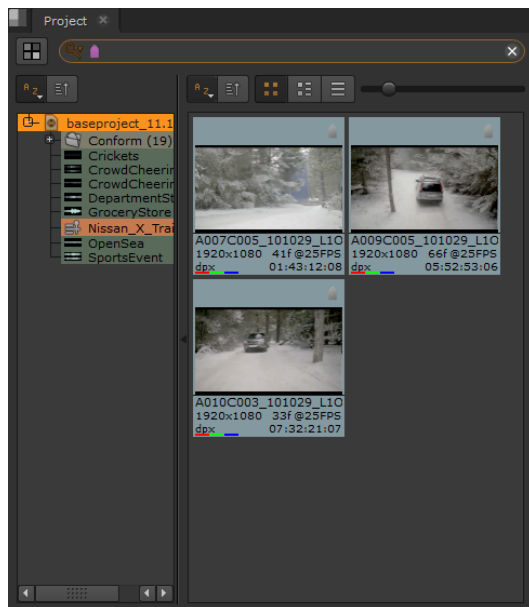 Project
baseproject_11.1
Conform (19)
Crickets
CrowdCheerin
CrowdCheerin
DepartmentSt
GroceryStore
Nissan_X_Trai
OpenSea
SportsEvent
A007C005_101029_L1O
1920x1080 41f@25FPS
dpx 01:43:12:08
A009C005_101029_L1O
1920x1080 66f@25FPS
dpx 05:52:53:06
A010C003_101029_L1O
1920x1080 33f@25FPS
dpx 07:32:21:07